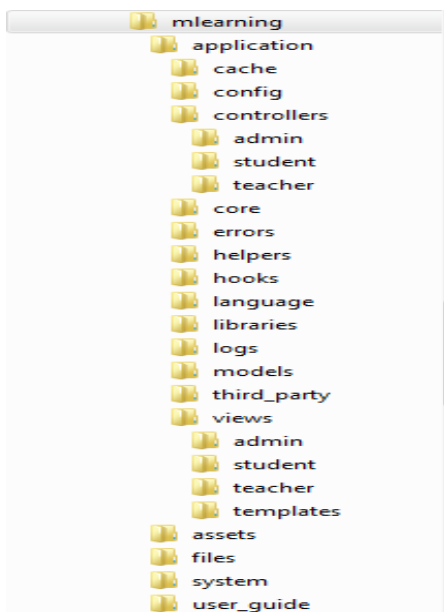 mlearning
application
cache
config
controllers
admin
student
teacher
core
errors
helpers
hooks
language
libraries
logs
models
third_party
views
admin
student
teacher
templates
assets
files
system
user_guide